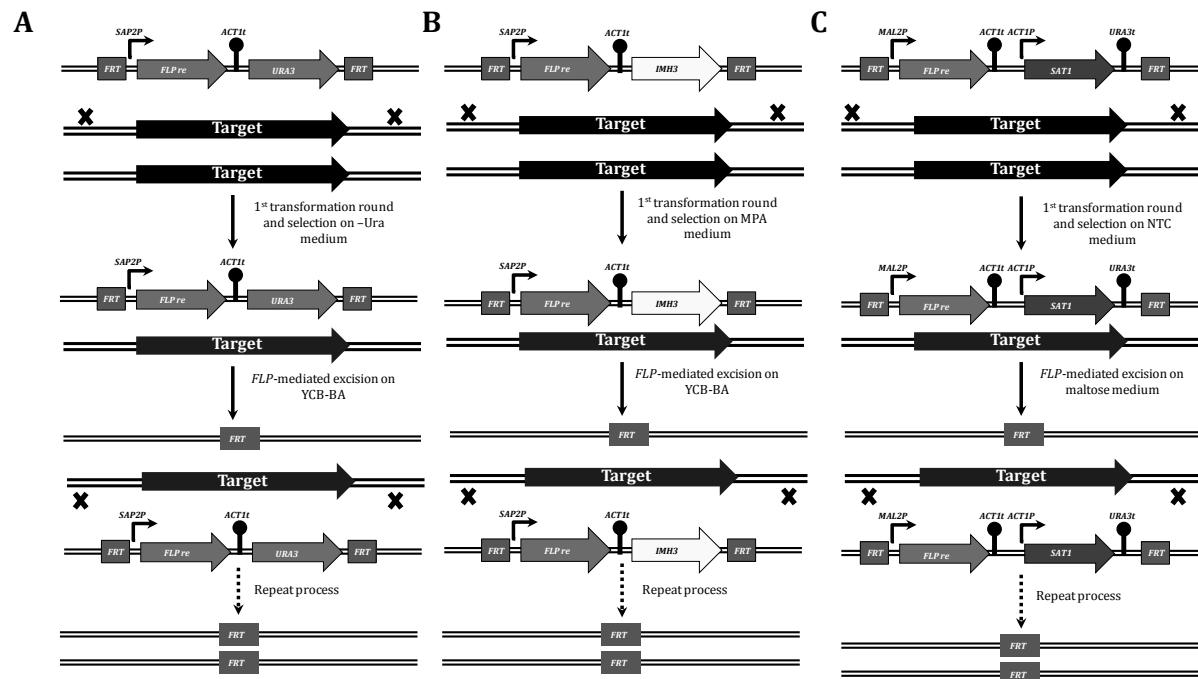 A
SAP2P
ACT1t
FRT
FLP re
URA3
FRT
Target
Target
1st transformation round
and selection on –Ura
medium
SAP2P
ACT1t
FRT
FLP re
URA3
FRT
Target
FLP-mediated excision on
YCB-BA
FRT
Target
SAP2P
ACT1t
FRT
FLP re
URA3
FRT
Repeat process
FRT
FRT
B
SAP2P
ACT1t
FRT
FLP re
IMH3
FRT
Target
Target
1st transformation round
and selection on MPA
medium
SAP2P
ACT1t
FRT
FLP re
IMH3
FRT
Target
FLP-mediated excision on
YCB-BA
FRT
Target
SAP2P
ACT1t
FRT
FLP re
IMH3
FRT
Repeat process
FRT
FRT
C
MAL2P
ACT1t
ACT1P
URA3t
FRT
FLP re
SAT1
FRT
Target
Target
1st transformation round
and selection on NTC
medium
MAL2P
ACT1t
ACT1P
URA3t
FRT
FLP re
SAT1
FRT
Target
FLP-mediated excision on
maltose medium
FRT
Target
MAL2P
ACT1t
ACT1P
URA3t
FRT
FLP re
SAT1
FRT
Repeat process
FRT
FRT